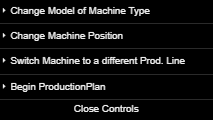 Change Model of Machine Type
Change Machine Position
Switch Machine to a different Prod. Line
Begin ProductionPlan
Close Controls